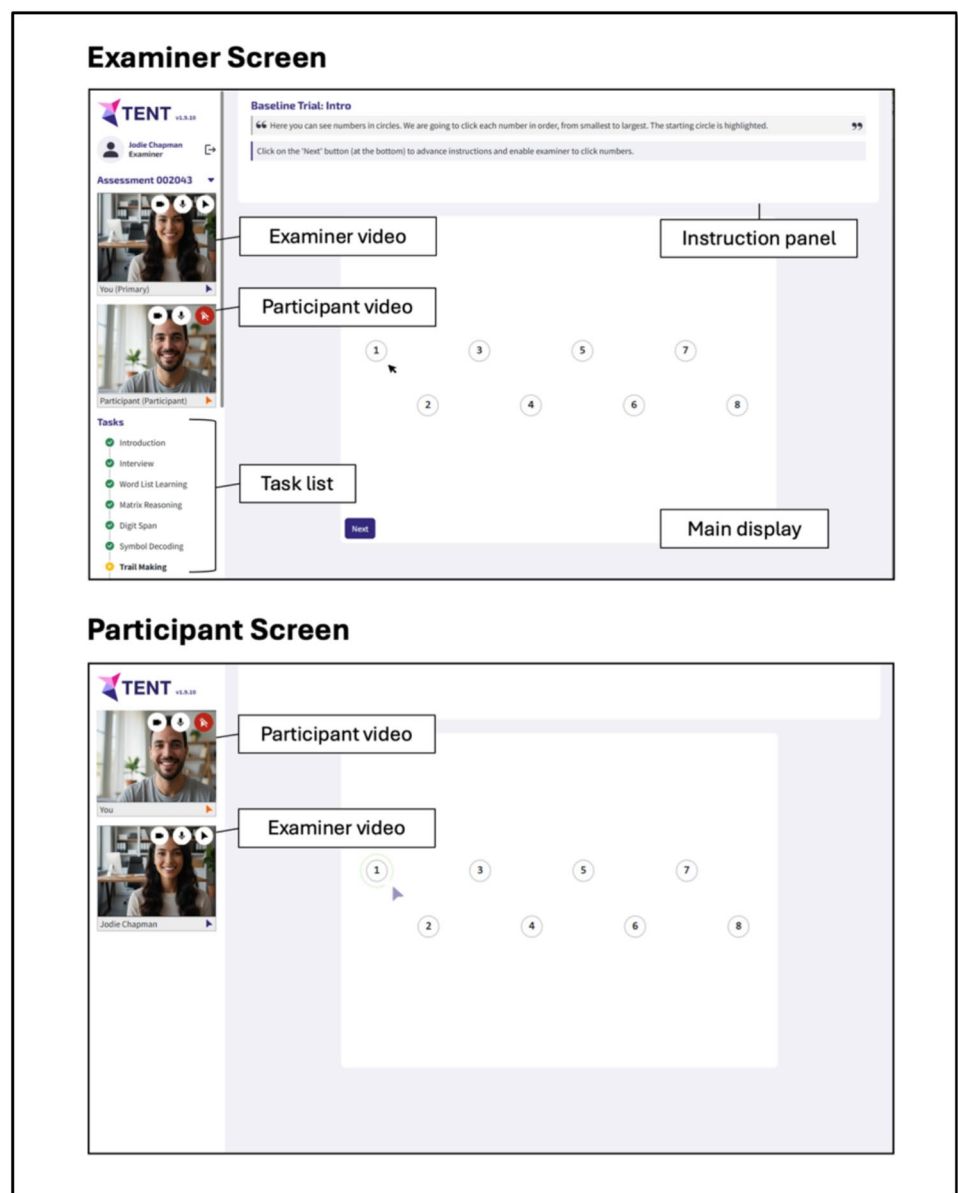 Examiner Screen
TENT v1.9.10
Jodie Chapman
Examiner
Assessment 002043
You (Primary)
Participant (Participant)
Tasks
Introduction
Interview
Word List Learning
Matrix Reasoning
Digit Span
Symbol Decoding
Trail Making
Baseline Trial: Intro
“ Here you can see numbers in circles. We are going to click each number in order, from smallest to largest. The starting circle is highlighted. ”
Click on the 'Next' button (at the bottom) to advance instructions and enable examiner to click numbers.
Examiner video
Instruction panel
Participant video
1 3 5 7
2 4 6 8
Task list
Next
Main display
Participant Screen
TENT v1.9.10
You
Jodie Chapman
Participant video
Examiner video
1 3 5 7
2 4 6 8